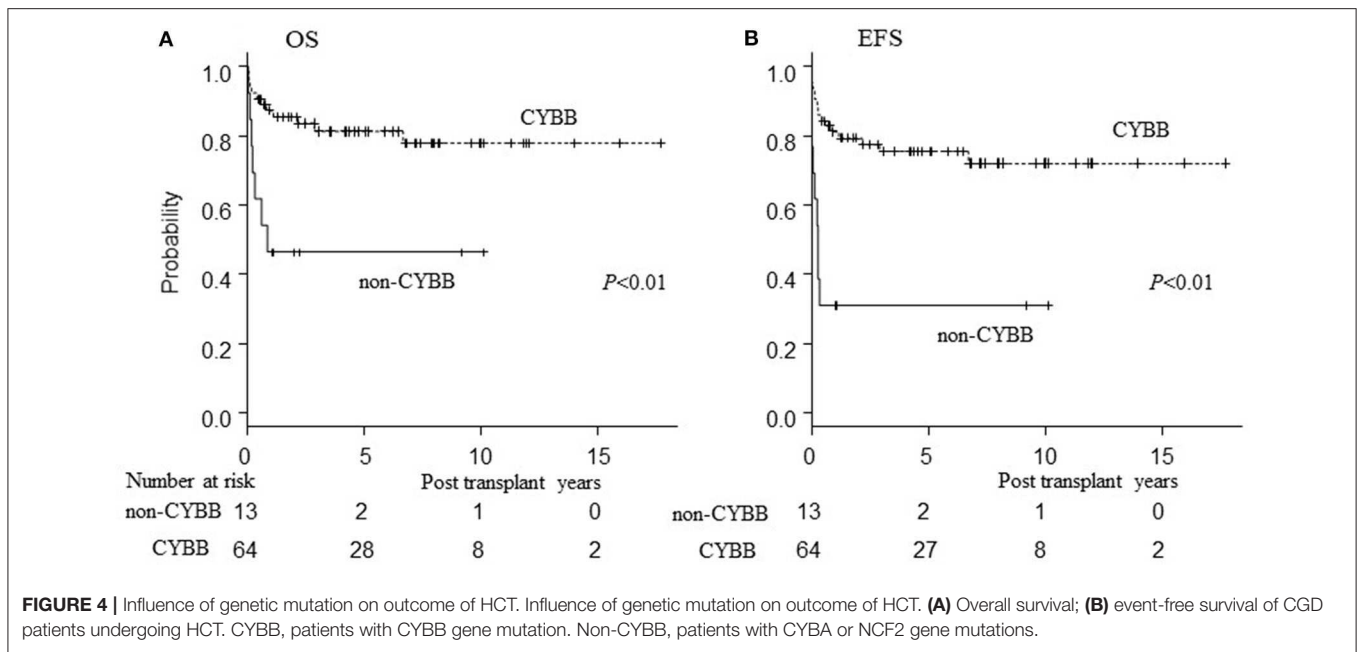 A OS
1.0
0.8
0.6
0.4
0.2
0.0
Probability
CYBB
non-CYBB
P<0.01
0 5 10 15
Number at risk Post transplant years
non-CYBB 13 2 1 0
CYBB 64 28 8 2
B EFS
1.0
0.8
0.6
0.4
0.2
0.0
CYBB
non-CYBB
P<0.01
0 5 10 15
Post transplant years
non-CYBB 13 2 1 0
CYBB 64 27 8 2
FIGURE 4 | Influence of genetic mutation on outcome of HCT. Influence of genetic mutation on outcome of HCT. (A) Overall survival; (B) event-free survival of CGD
patients undergoing HCT. CYBB, patients with CYBB gene mutation. Non-CYBB, patients with CYBA or NCF2 gene mutations.